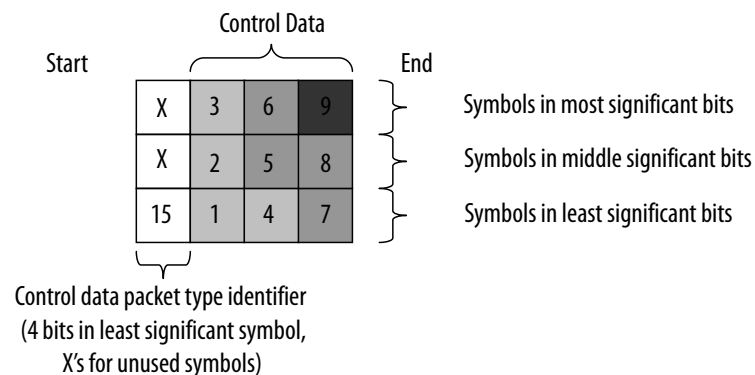 Control Data
Start
End
X 3 6 9
Symbols in most significant bits
X 2 5 8
Symbols in middle significant bits
15 1 4 7
Symbols in least significant bits
Control data packet type identifier
(4 bits in least significant symbol,
X's for unused symbols)